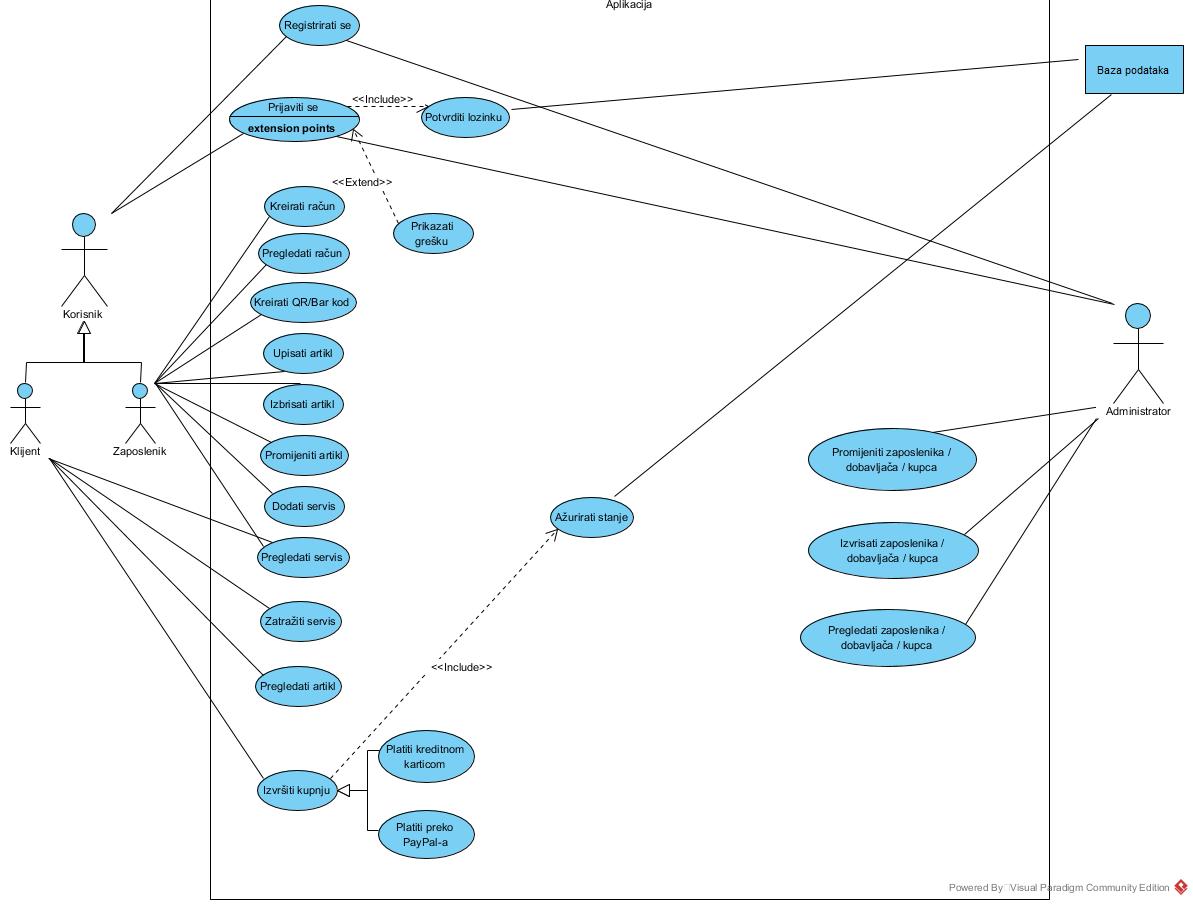 Aplikacija
Registrirati se
Baza podataka
<<Include>>
Prijaviti se
extension points
Potvrditi lozinku
<<Extend>>
Kreirati račun
Prikazati
grešku
Pregledati račun
Kreirati QR/Bar kod
Korisnik
Upisati artikl
Izbrisati artikl
Administrator
Klijent
Zaposlenik
Promijeniti artikl
Promijeniti zaposlenika /
dobavljača / kupca
Dodati servis
Ažurirati stanje
Pregledati servis
Izvrisati zaposlenika /
dobavljača / kupca
Zatražiti servis
Pregledati zaposlenika /
dobavljača / kupca
<<Include>>
Pregledati artikl
Platiti kreditnom
karticom
Izvršiti kupnju
Platiti preko
PayPal-a
Powered By Visual Paradigm Community Edition